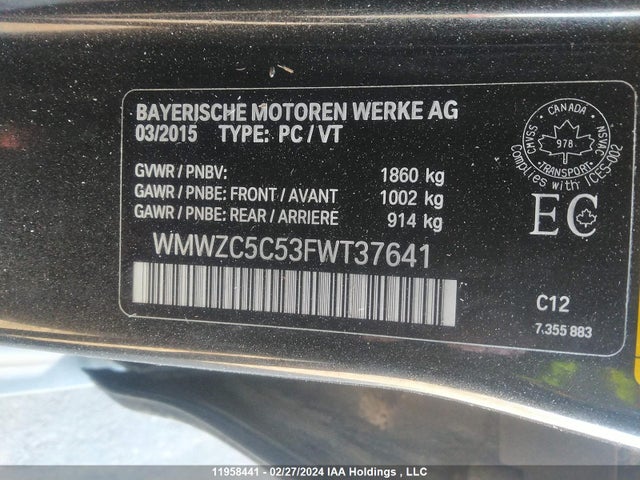 BAYERISCHE MOTOREN WERKE AG
03/2015 TYPE: PC / VT
GVWR / PNBV: 1860 kg
GAWR / PNBE: FRONT / AVANT 1002 kg
GAWR / PNBE: REAR / ARRIERE 914 kg
WMWZC5C53FWT37641
CANADA
CMVSS
NSVAC
978
TRANSPORT
Complies with ICES-002
EC
C12
7.355 883
11958441 - 02/27/2024 IAA Holdings , LLC